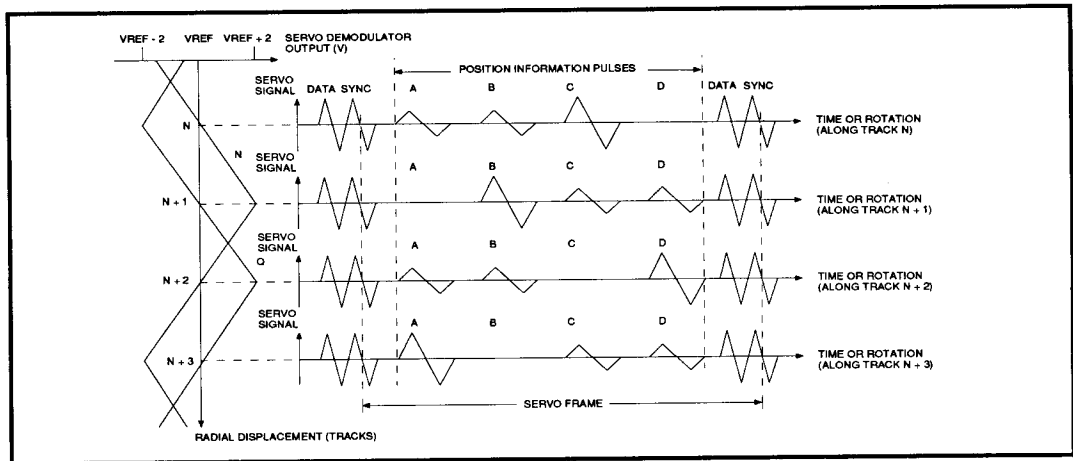 VREF - 2 VREF VREF + 2 SERVO DEMODULATOR
OUTPUT (V)
POSITION INFORMATION PULSES
SERVO
SIGNAL
DATA SYNC
A B C D
DATA SYNC
N
TIME OR ROTATION
(ALONG TRACK N)
N
SERVO
SIGNAL
A B C D
N + 1
TIME OR ROTATION
(ALONG TRACK N + 1)
SERVO
SIGNAL
A B C D
Q
N + 2
TIME OR ROTATION
(ALONG TRACK N + 2)
SERVO
SIGNAL
A B C D
N + 3
TIME OR ROTATION
(ALONG TRACK N + 3)
SERVO FRAME
RADIAL DISPLACEMENT (TRACKS)